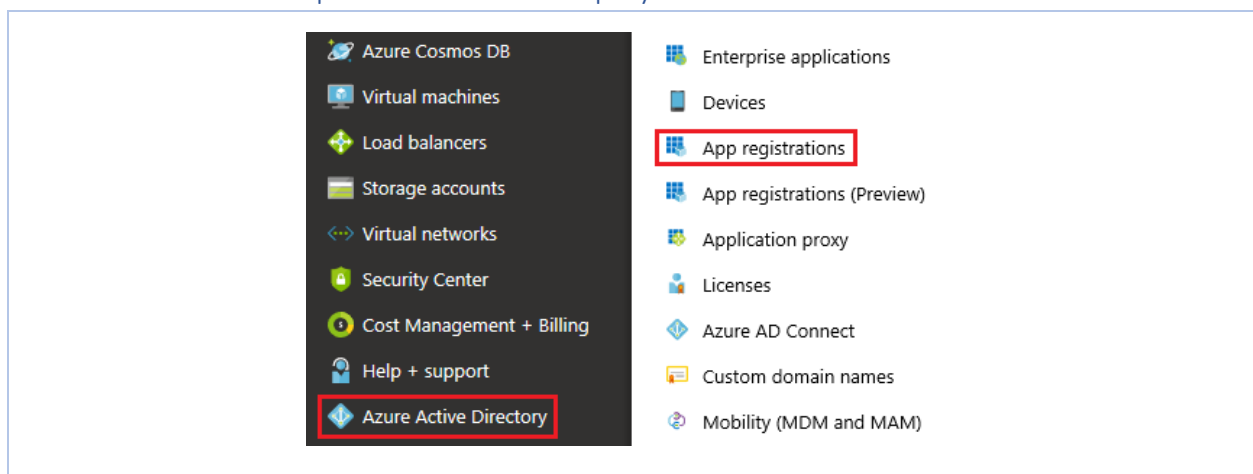 Azure Cosmos DB
Virtual machines
Load balancers
Storage accounts
Virtual networks
Security Center
Cost Management + Billing
Help + support
Azure Active Directory
Enterprise applications
Devices
App registrations
App registrations (Preview)
Application proxy
Licenses
Azure AD Connect
Custom domain names
Mobility (MDM and MAM)